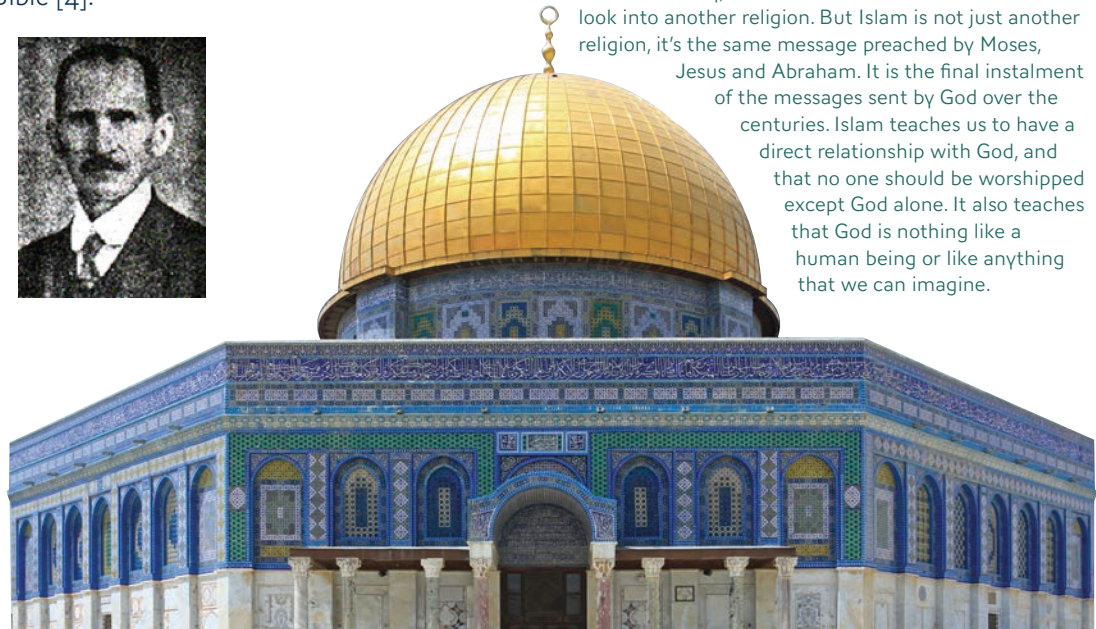 Bible [4].
look into another religion. But Islam is not just another
religion, it's the same message preached by Moses,
Jesus and Abraham. It is the final instalment
of the messages sent by God over the
centuries. Islam teaches us to have a
direct relationship with God, and
that no one should be worshipped
except God alone. It also teaches
that God is nothing like a
human being or like anything
that we can imagine.